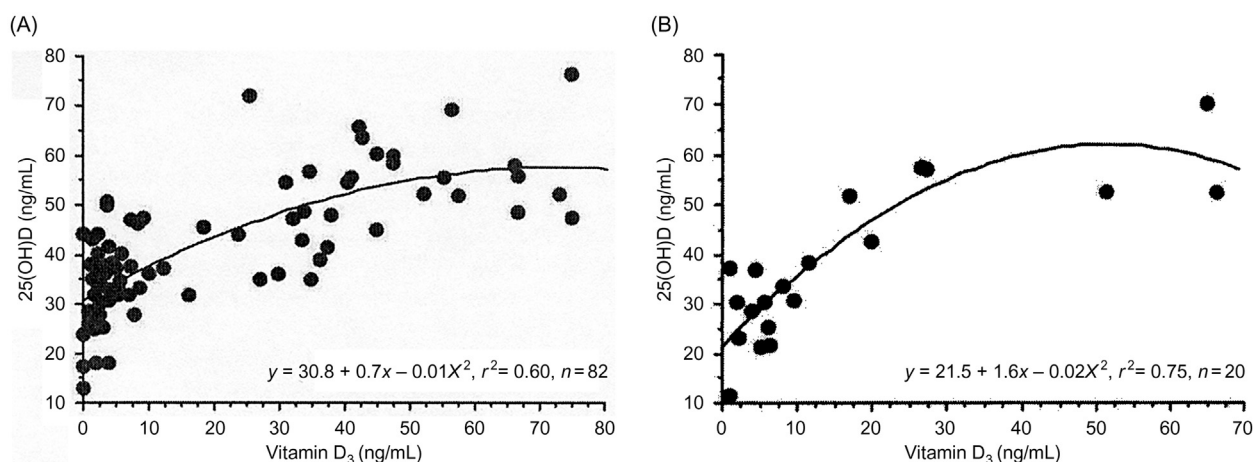 (A)
80
70
60
50
40
30
20
10
25(OH)D (ng/mL)
y = 30.8 + 0.7x – 0.01X², r² = 0.60, n = 82
0 10 20 30 40 50 60 70 80
Vitamin D₃ (ng/mL)
(B)
80
70
60
50
40
30
20
10
25(OH)D (ng/mL)
y = 21.5 + 1.6x – 0.02X², r² = 0.75, n = 20
0 10 20 30 40 50 60 70
Vitamin D₃ (ng/mL)